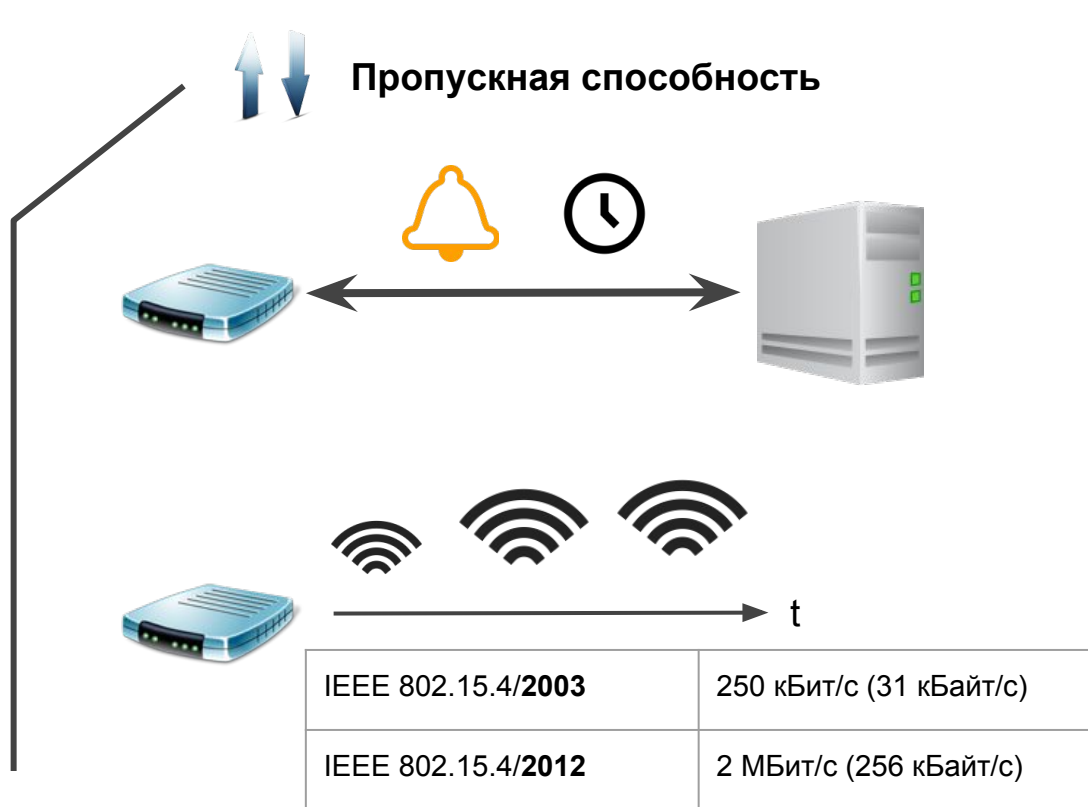 Пропускная способность
t
IEEE 802.15.4/2003 250 кБит/с (31 кБайт/с)
IEEE 802.15.4/2012 2 МБит/с (256 кБайт/с)